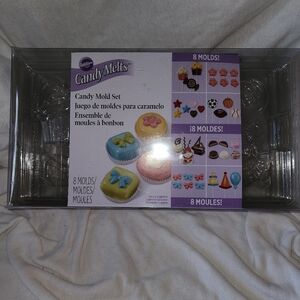 Wilton
Candy Melts
Candy Mold Set
Juego de moldes para caramelo
Ensemble de
moules à bonbon
8 MOLDS/
MOLDES/
MOULES
8 MOLDS!
¡8 MOLDES!
8 MOULES!